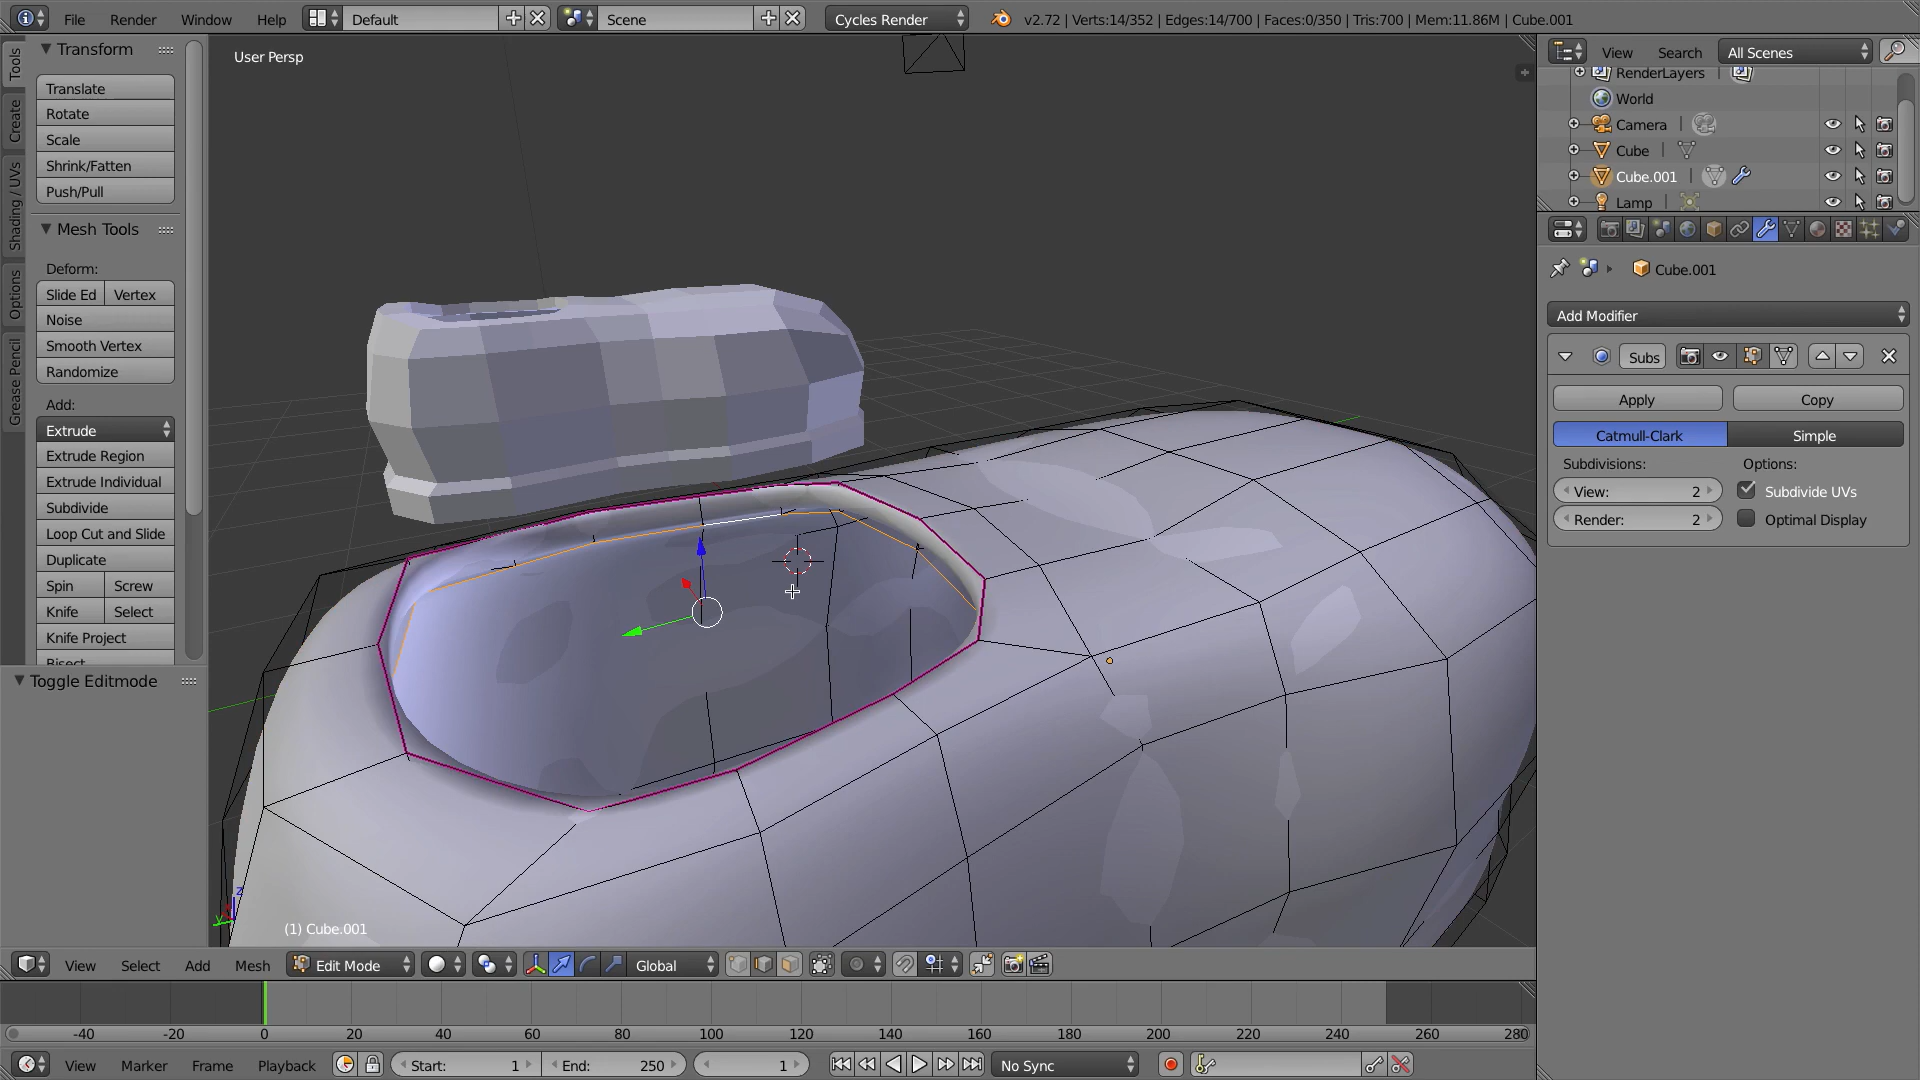 File Render Window Help Default Scene Cycles Render v2.72 | Verts:14/352 | Edges:14/700 | Faces:0/350 | Tris:700 | Mem:11.86M | Cube.001
Tools
Create
Shading / UVs
Options
Grease Pencil
Transform
Translate
Rotate
Scale
Shrink/Fatten
Push/Pull
Mesh Tools
Deform:
Slide Ed Vertex
Noise
Smooth Vertex
Randomize
Add:
Extrude
Extrude Region
Extrude Individual
Subdivide
Loop Cut and Slide
Duplicate
Spin Screw
Knife Select
Knife Project
Bisect
Toggle Editmode
User Persp
z
y
(1) Cube.001
View Search All Scenes
RenderLayers |
World
Camera |
Cube |
Cube.001 |
Lamp |
Cube.001
Add Modifier
Subs
Apply Copy
Catmull-Clark Simple
Subdivisions: Options:
View: 2 Subdivide UVs
Render: 2 Optimal Display
View Select Add Mesh Edit Mode Global
-40 -20 0 20 40 60 80 100 120 140 160 180 200 220 240 260 280
View Marker Frame Playback Start: 1 End: 250 1 No Sync